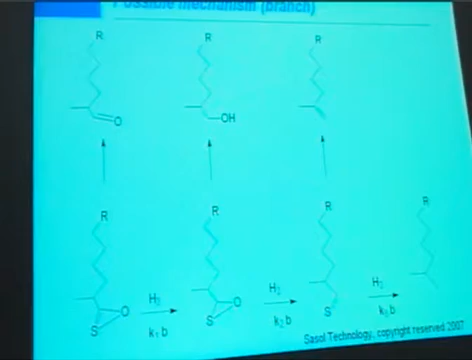 Possible mechanism (branch)
R R R
O OH
R R R R
O O
S S S
H₂ H₂ H₂
k₁ b k₂ b k₃ b
Sasol Technology, copyright reserved 2007